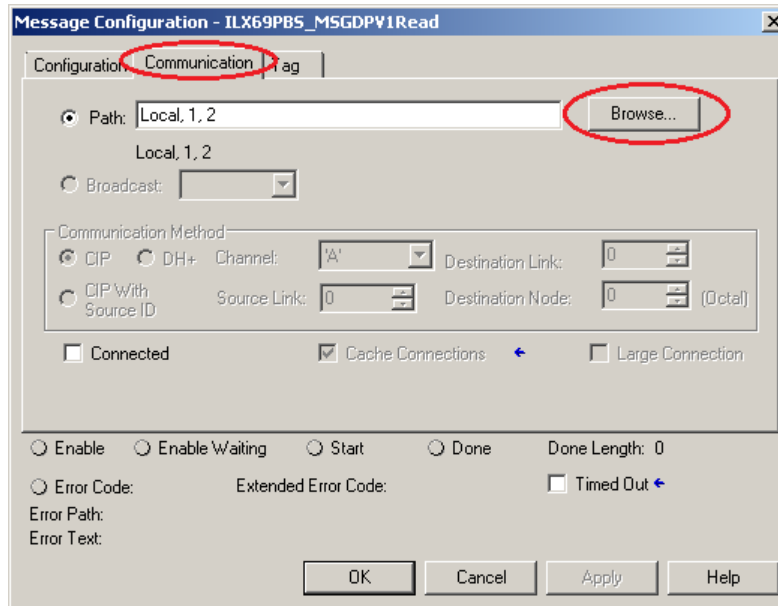 Message Configuration - ILX69PBS_MSGDPV1Read
Configuration Communication Tag
Path: Local, 1, 2 Browse...
Local, 1, 2
Broadcast:
Communication Method
CIP DH+ Channel: 'A' Destination Link: 0
CIP With Source ID Source Link: 0 Destination Node: 0 (Octal)
Connected Cache Connections Large Connection
Enable Enable Waiting Start Done Done Length: 0
Error Code: Extended Error Code: Timed Out
Error Path:
Error Text:
OK Cancel Apply Help